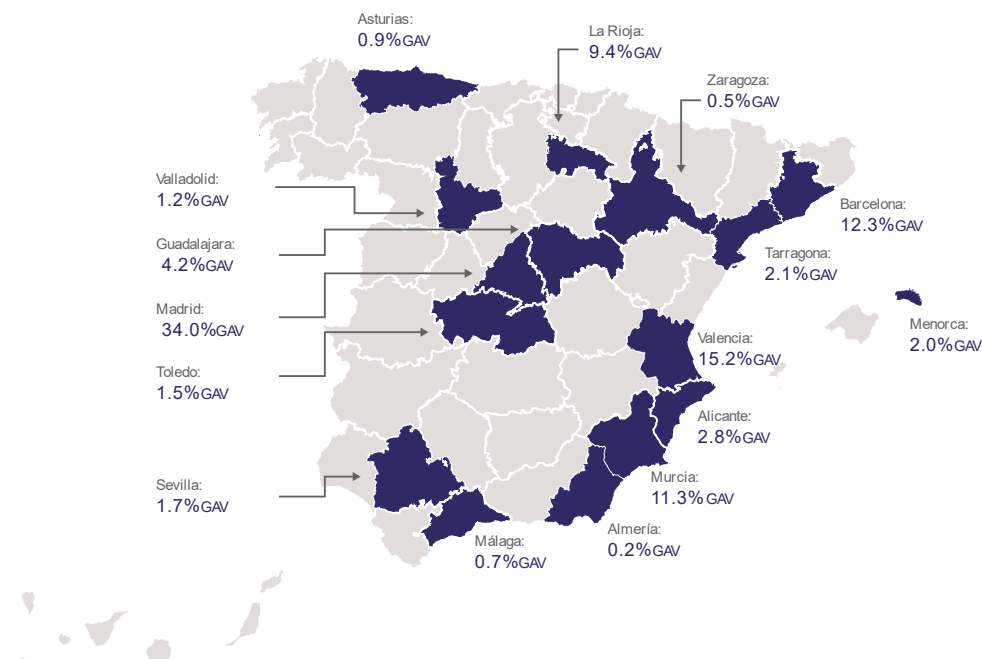 Asturias:
0.9%GAV
La Rioja:
9.4%GAV
Zaragoza:
0.5%GAV
Valladolid:
1.2%GAV
Guadalajara:
4.2%GAV
Madrid:
34.0%GAV
Toledo:
1.5%GAV
Sevilla:
1.7%GAV
Barcelona:
12.3%GAV
Tarragona:
2.1%GAV
Menorca:
2.0%GAV
Valencia:
15.2%GAV
Alicante:
2.8%GAV
Murcia:
11.3% GAV
Almería:
0.2%GAV
Málaga:
0.7%GAV